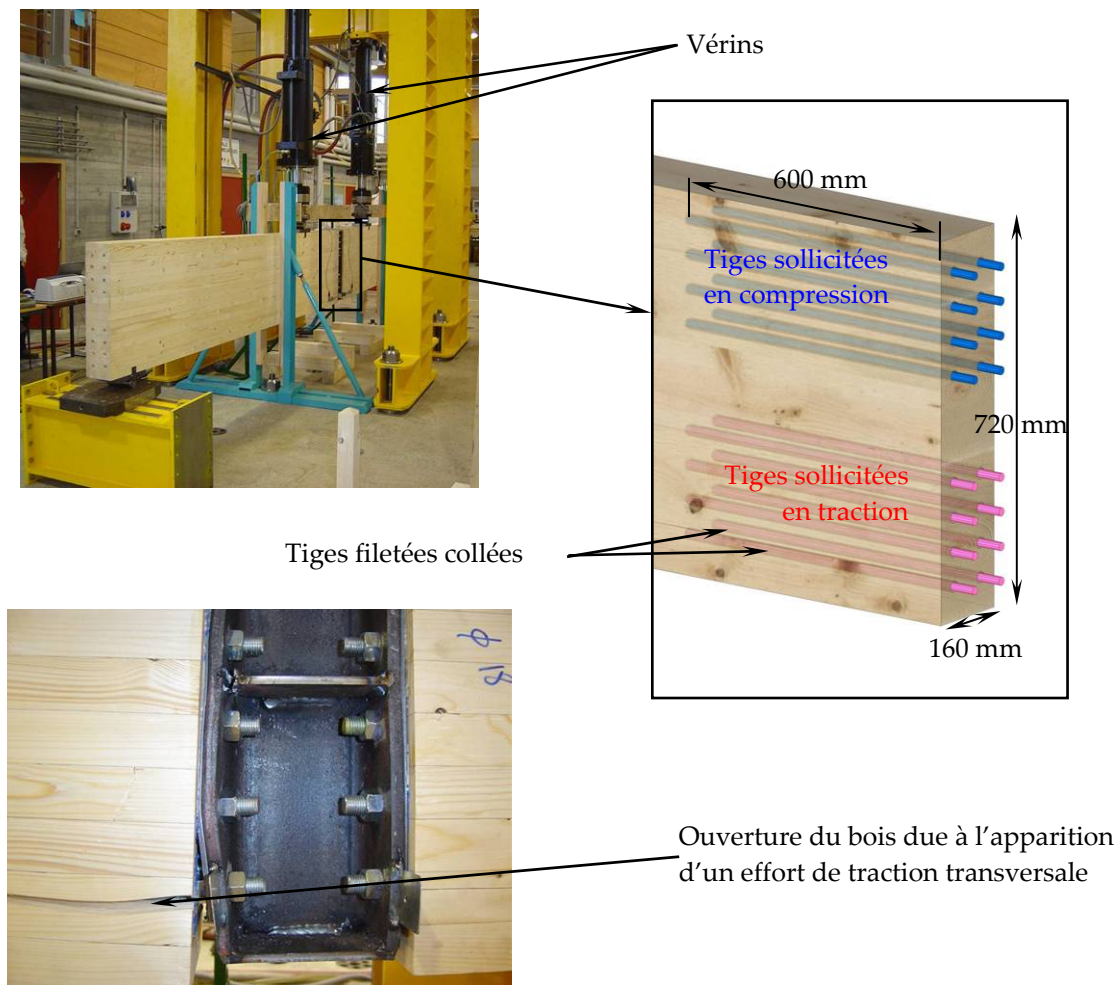 Vérins
600 mm
Tiges sollicitées
en compression
720 mm
Tiges sollicitées
en traction
Tiges filetées collées
160 mm
Ouverture du bois due à l'apparition
d'un effort de traction transversale